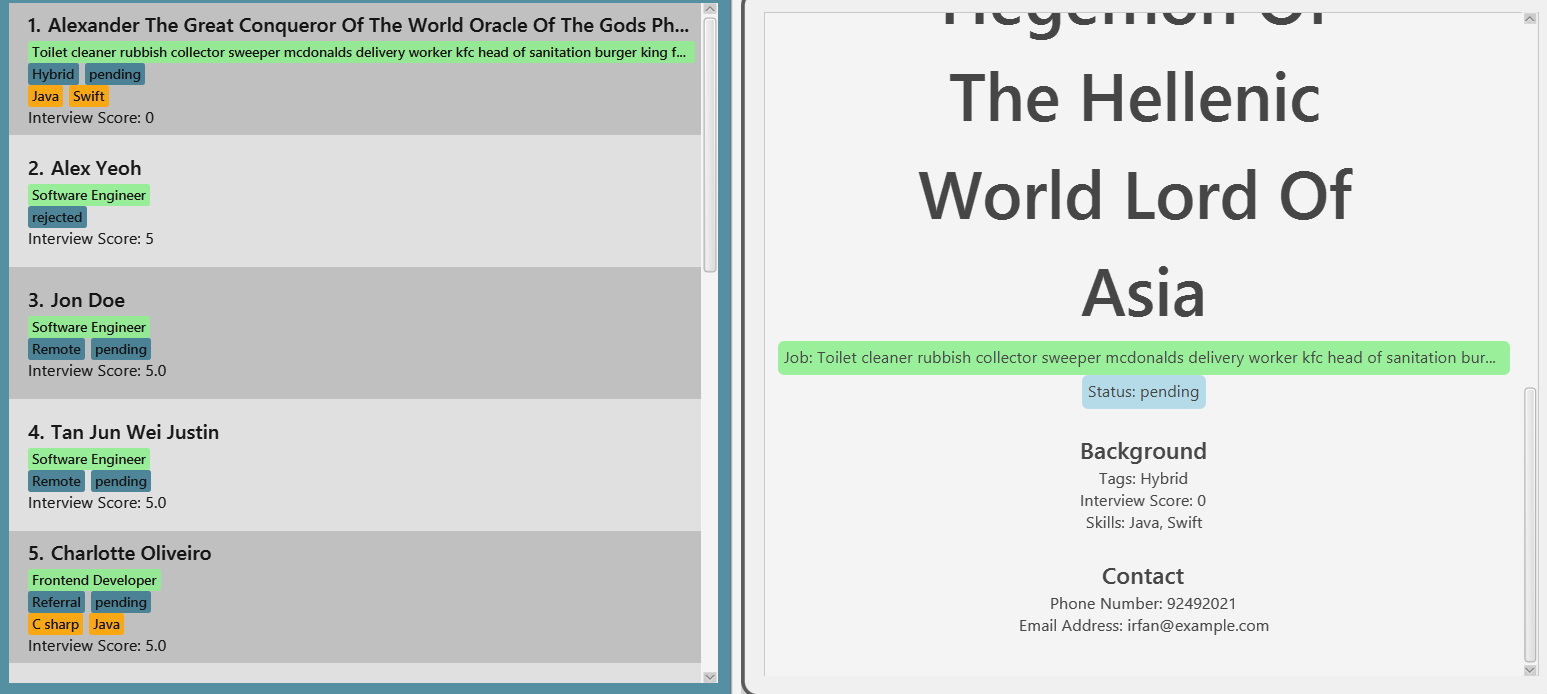 1. Alexander The Great Conqueror Of The World Oracle Of The Gods Ph...
Toilet cleaner rubbish collector sweeper mcdonalds delivery worker kfc head of sanitation burger king f...
Hybrid pending
Java Swift
Interview Score: 0
2. Alex Yeoh
Software Engineer
rejected
Interview Score: 5
3. Jon Doe
Software Engineer
Remote pending
Interview Score: 5.0
4. Tan Jun Wei Justin
Software Engineer
Remote pending
Interview Score: 5.0
5. Charlotte Oliveiro
Frontend Developer
Referral pending
C sharp Java
Interview Score: 5.0
Hegemon Of
The Hellenic
World Lord Of
Asia
Job: Toilet cleaner rubbish collector sweeper mcdonalds delivery worker kfc head of sanitation bur...
Status: pending
Background
Tags: Hybrid
Interview Score: 0
Skills: Java, Swift
Contact
Phone Number: 92492021
Email Address: irfan@example.com